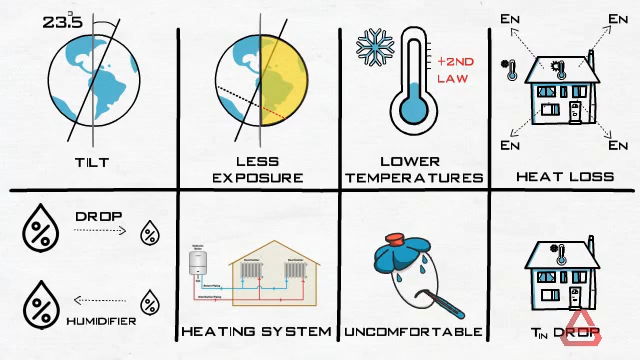 23.5°
TILT
LESS
EXPOSURE
+2ND
LAW
LOWER
TEMPERATURES
EN EN
EN EN
HEAT LOSS
DROP
HUMIDIFIER
HEATING SYSTEM
UNCOMFORTABLE
TIN DROP